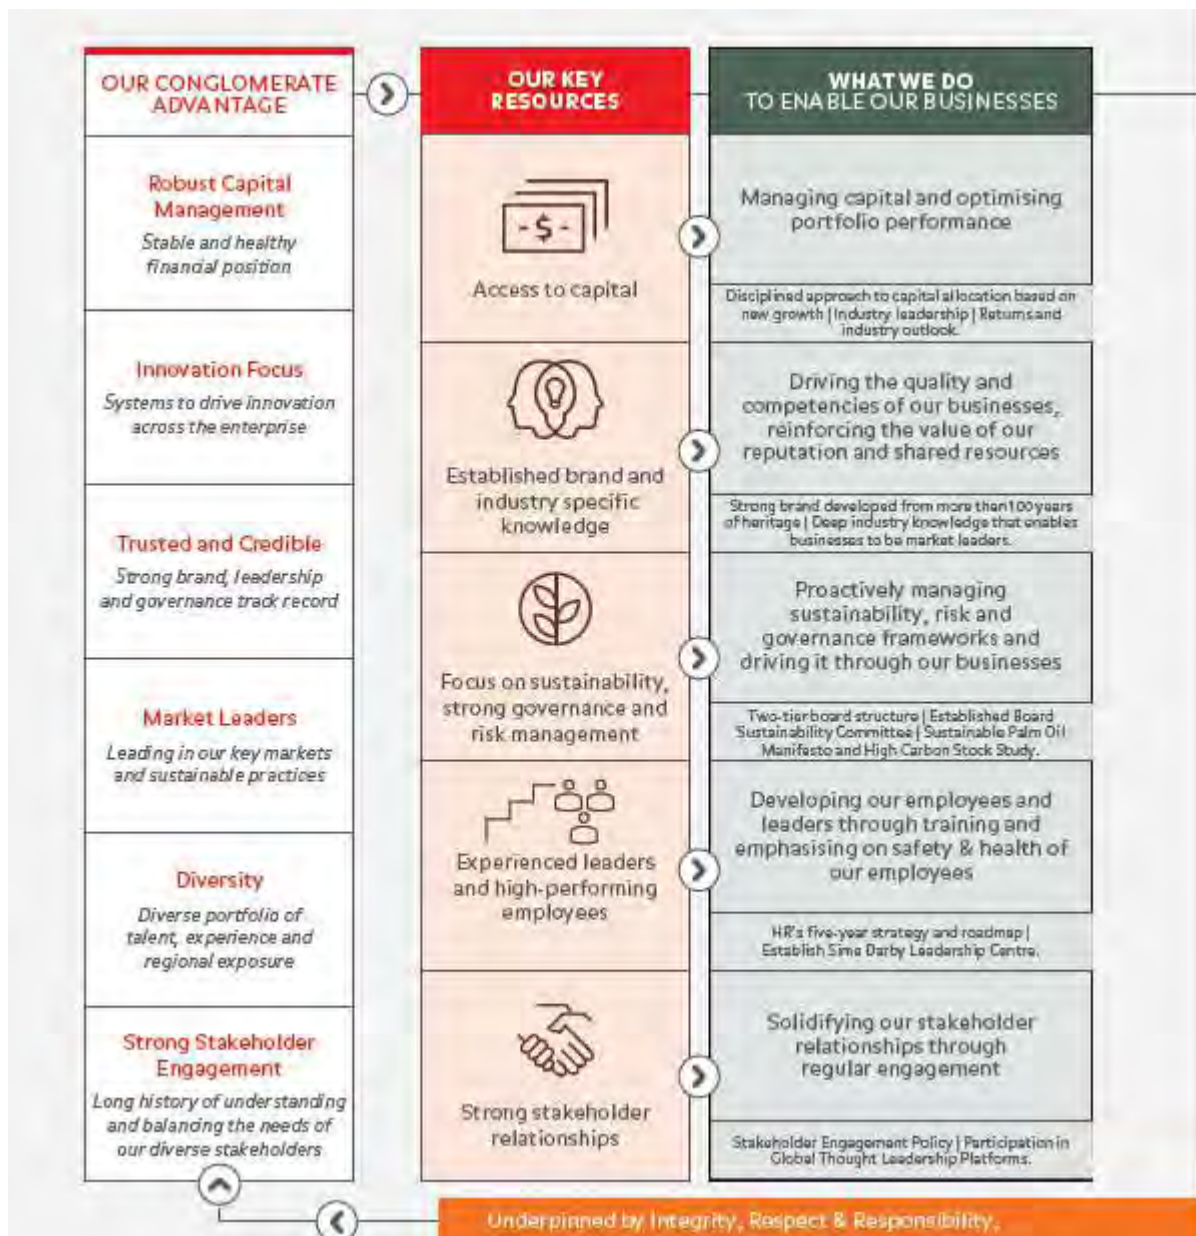 OUR CONGLOMERATE
ADVANTAGE
Robust Capital
Management
Stable and healthy
financial position
Innovation Focus
Systems to drive innovation
across the enterprise
Trusted and Credible
Strong brand, leadership
and governance track record
Market Leaders
Leading in our key markets
and sustainable practices
Diversity
Diverse portfolio of
talent, experience and
regional exposure
Strong Stakeholder
Engagement
Long history of understanding
and balancing the needs of
our diverse stakeholders
OUR KEY
RESOURCES
$
Access to capital
Established brand and
industry specific
knowledge
Focus on sustainability,
strong governance and
risk management
Experienced leaders
and high-performing
employees
Strong stakeholder
relationships
WHAT WE DO
TO ENABLE OUR BUSINESSES
Managing capital and optimising
portfolio performance
Disciplined approach to capital allocation based on
new growth | Industry leadership | Returns and
industry outlook.
Driving the quality and
competencies of our businesses,
reinforcing the value of our
reputation and shared resources
Strong brand developed from more than 100 years
of heritage | Deep industry knowledge that enables
businesses to be market leaders.
Proactively managing
sustainability, risk and
governance frameworks and
driving it through our businesses
Two-tier board structure | Established Board
Sustainability Committee | Sustainable Palm Oil
Manifesto and High Carbon Stock Study.
Developing our employees and
leaders through training and
emphasising on safety & health of
our employees
HR's five-year strategy and roadmap |
Establish Sime Darby Leadership Centre.
Solidifying our stakeholder
relationships through
regular engagement
Stakeholder Engagement Policy | Participation in
Global Thought Leadership Platforms.
Underpinned by Integrity, Respect & Responsibility,